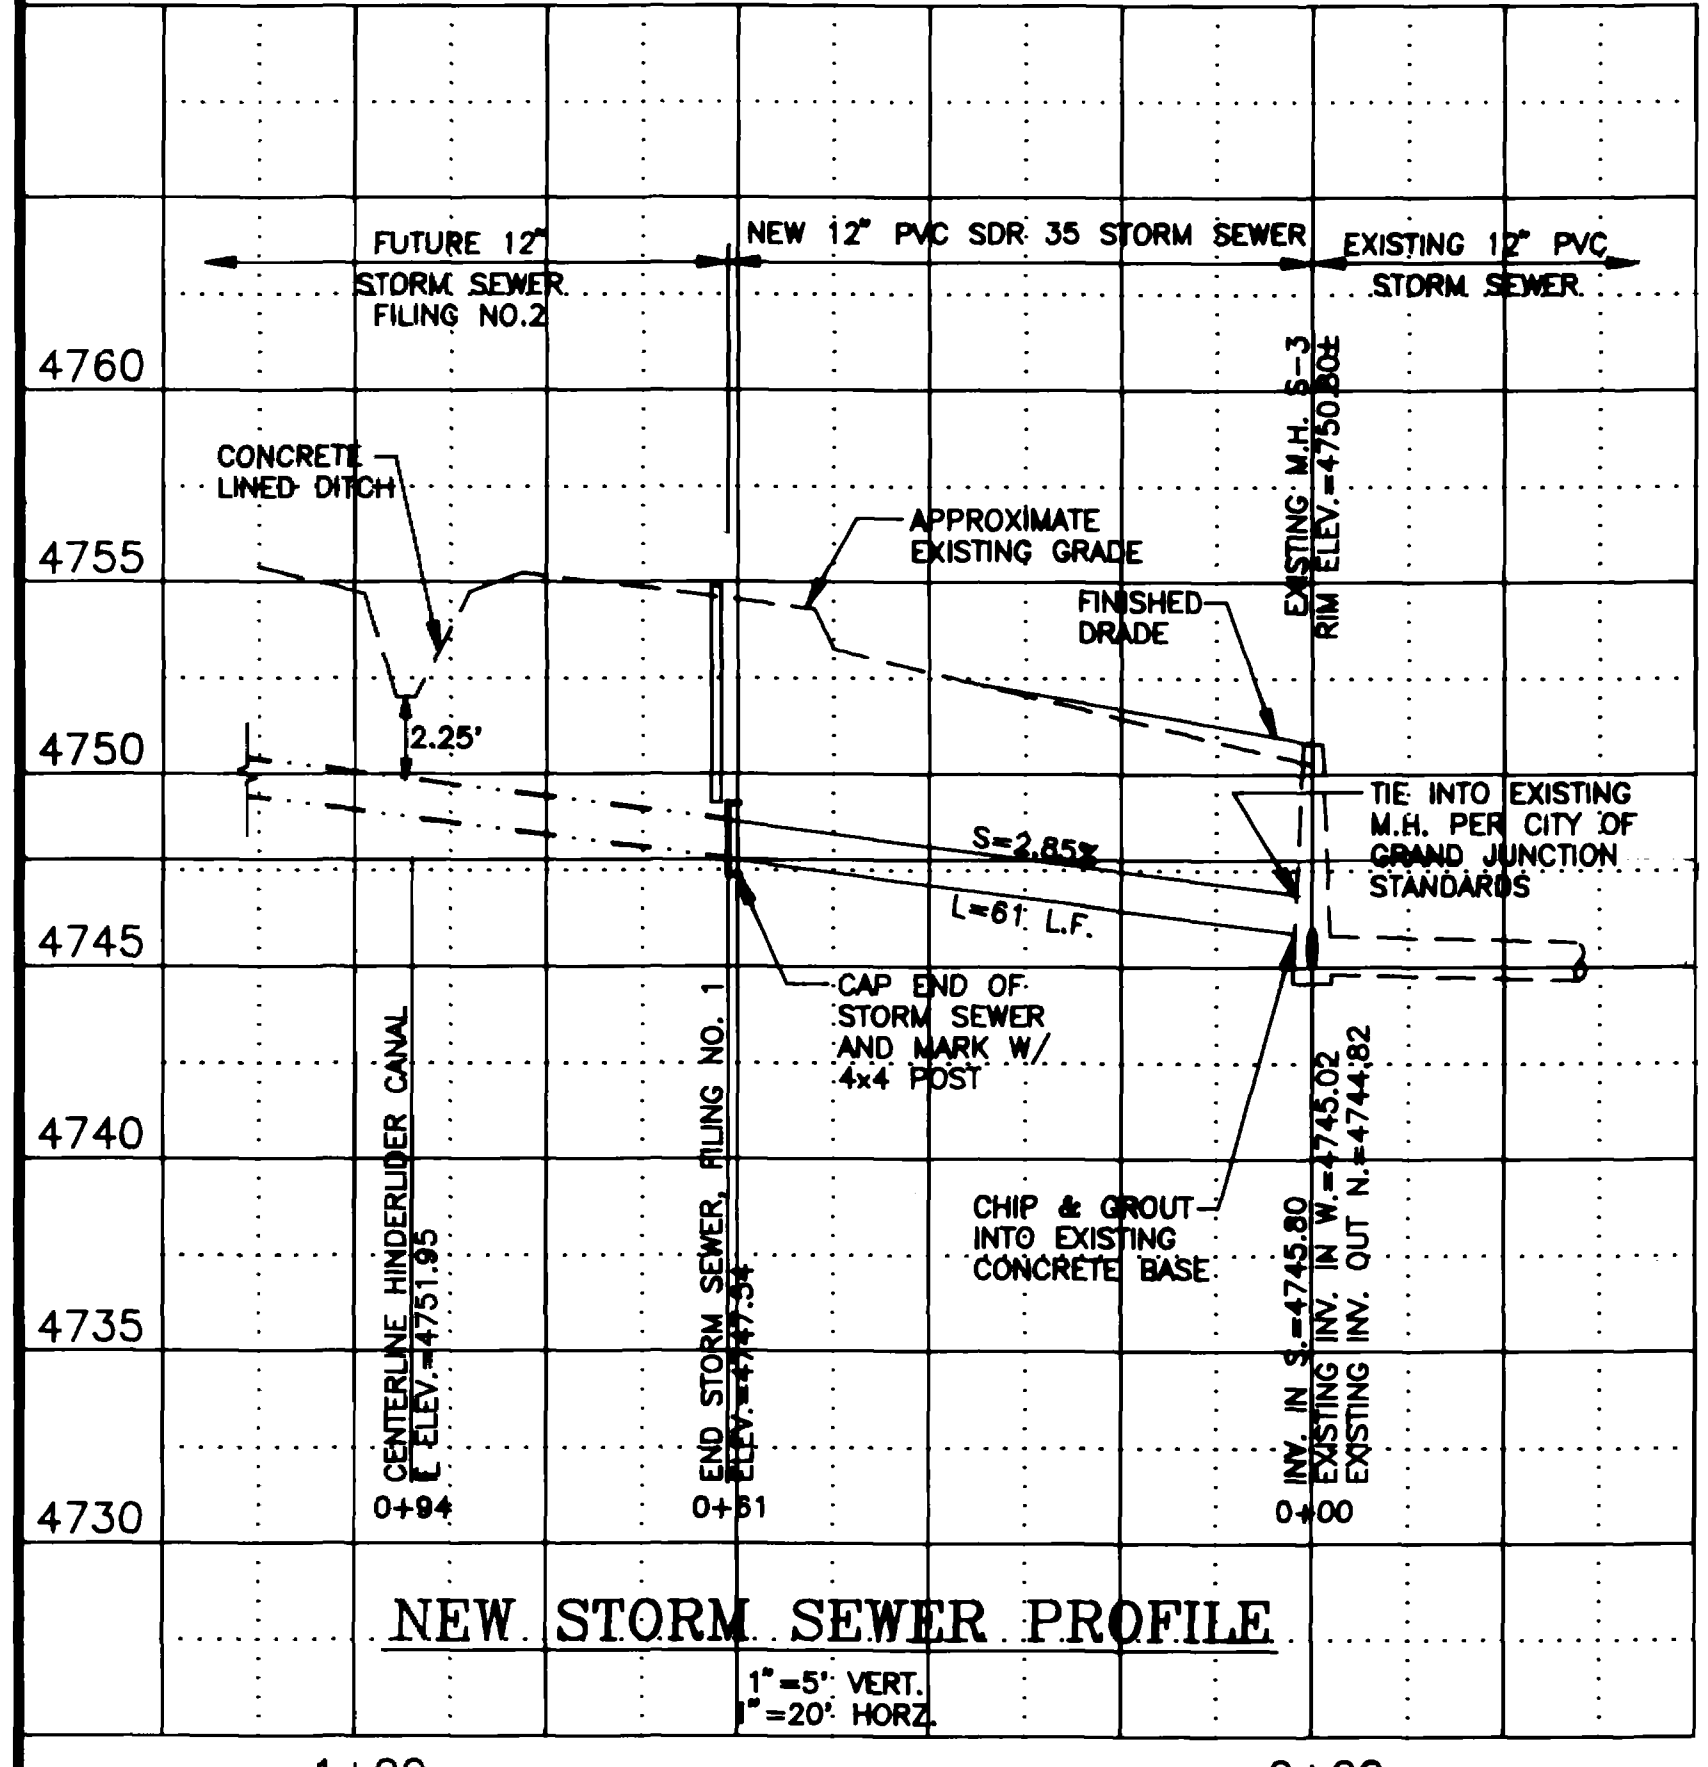 FUTURE 12"
STORM SEWER
FILING NO.2
NEW 12" PVC SDR 35 STORM SEWER
EXISTING 12" PVC
STORM SEWER
4760
4755
4750
4745
4740
4735
4730
CONCRETE
LINED DITCH
APPROXIMATE
EXISTING GRADE
FINISHED
DRADE
EXISTING M.H. S-3
RIM ELEV.=4750.80±
2.25'
S=2.85%
L=61 L.F.
TIE INTO EXISTING
M.H. PER CITY OF
GRAND JUNCTION
STANDARDS
CAP END OF
STORM SEWER
AND MARK W/
4x4 POST
CHIP & GROUT
INTO EXISTING
CONCRETE BASE
CENTERLINE HINDERLIDER CANAL
ELEV.=4751.95
0+94
END STORM SEWER, FILING NO. 1
ELEV.=4747.54
0+61
INV. IN S.=4745.80
EXISTING INV. IN W.=4745.02
EXISTING INV. OUT N.=4744.82
0+00
NEW STORM SEWER PROFILE
1"=5' VERT.
1"=20' HORZ.